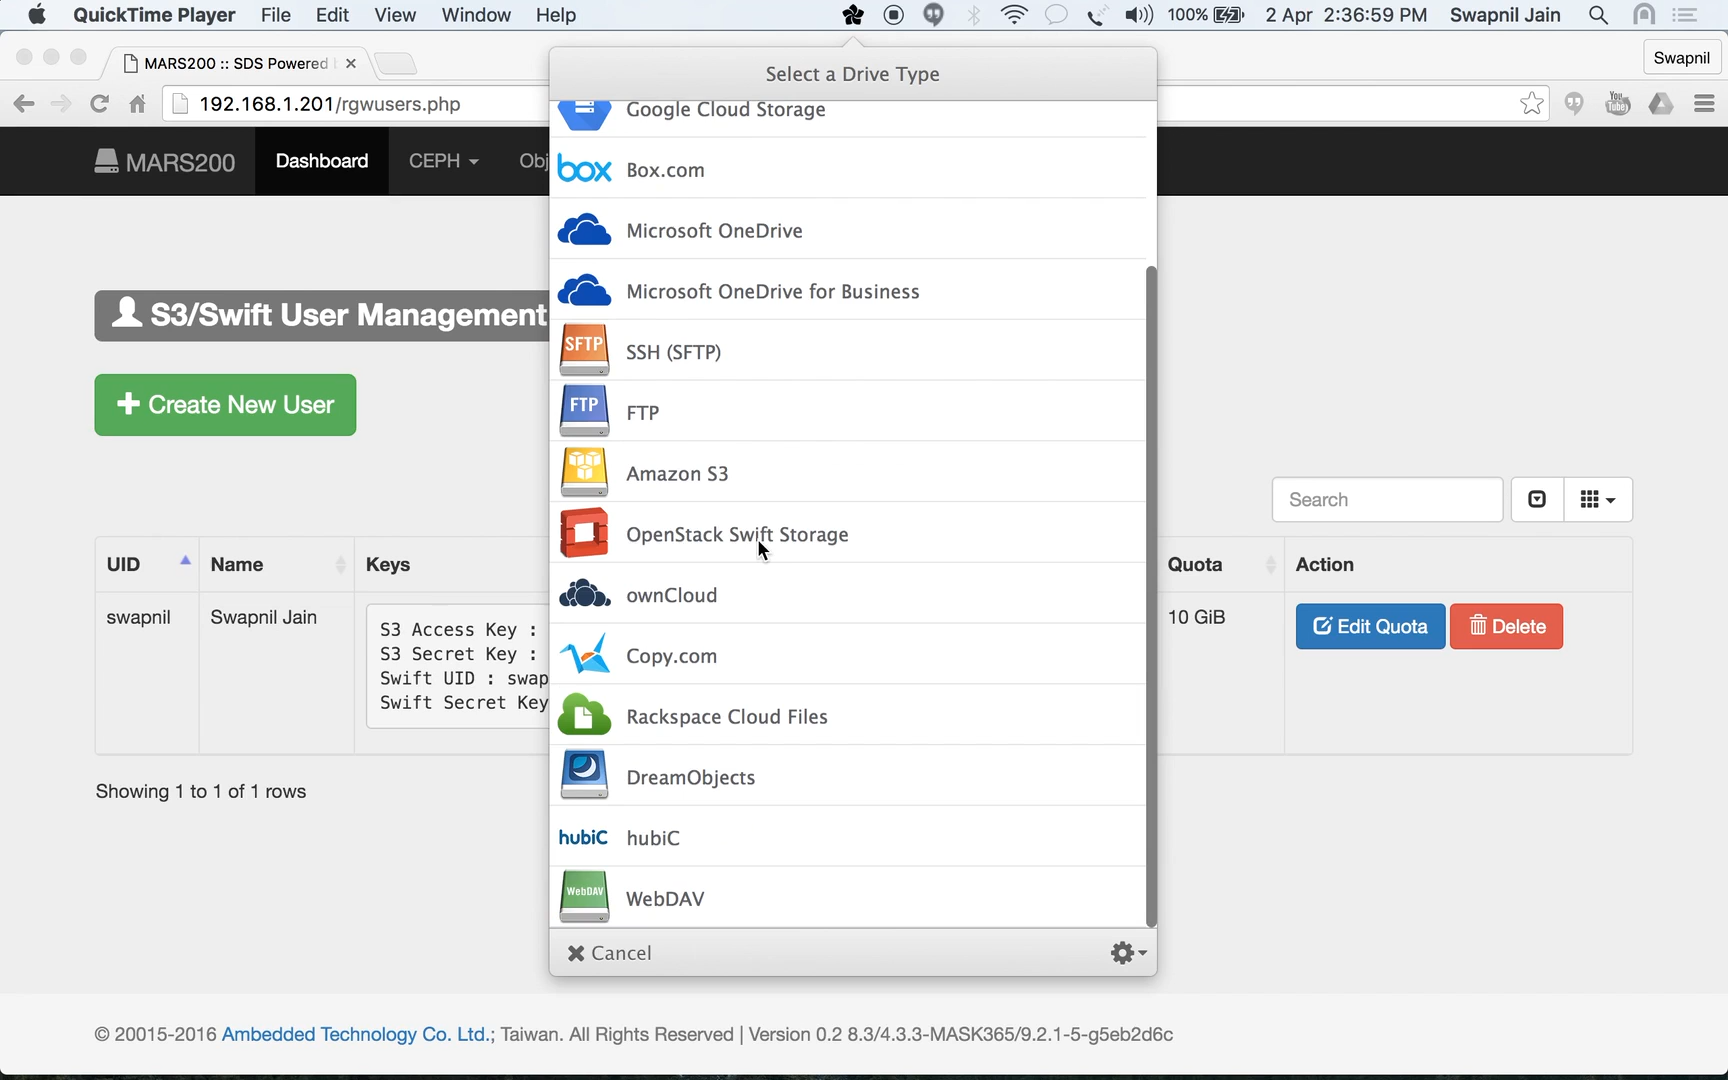 QuickTime Player File Edit View Window Help 100% 2 Apr 2:36:59 PM Swapnil Jain
MARS200 :: SDS Powered
Swapnil
192.168.1.201/rgwusers.php
You Tube
MARS200 Dashboard CEPH Obj
S3/Swift User Management
Create New User
Search
UID Name Keys Quota Action
swapnil Swapnil Jain 10 GiB Edit Quota Delete
S3 Access Key :
S3 Secret Key :
Swift UID : swap
Swift Secret Key
Showing 1 to 1 of 1 rows
Select a Drive Type
Google Cloud Storage
box Box.com
Microsoft OneDrive
Microsoft OneDrive for Business
SFTP SSH (SFTP)
FTP FTP
Amazon S3
OpenStack Swift Storage
ownCloud
Copy.com
Rackspace Cloud Files
DreamObjects
hubiC hubiC
WebDAV WebDAV
Cancel
© 20015-2016 Ambedded Technology Co. Ltd.; Taiwan. All Rights Reserved | Version 0.2 8.3/4.3.3-MASK365/9.2.1-5-g5eb2d6c